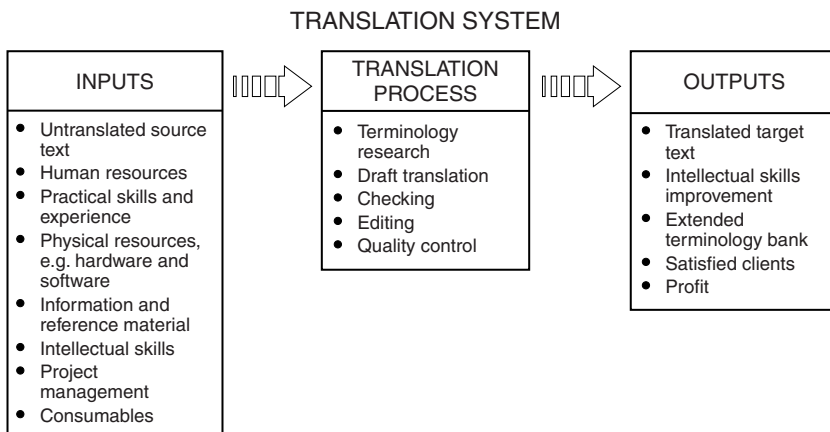 TRANSLATION SYSTEM
INPUTS
• Untranslated source
text
• Human resources
• Practical skills and
experience
• Physical resources,
e.g. hardware and
software
• Information and
reference material
• Intellectual skills
• Project
management
• Consumables
TRANSLATION
PROCESS
• Terminology
research
• Draft translation
• Checking
• Editing
• Quality control
OUTPUTS
• Translated target
text
• Intellectual skills
improvement
• Extended
terminology bank
• Satisfied clients
• Profit